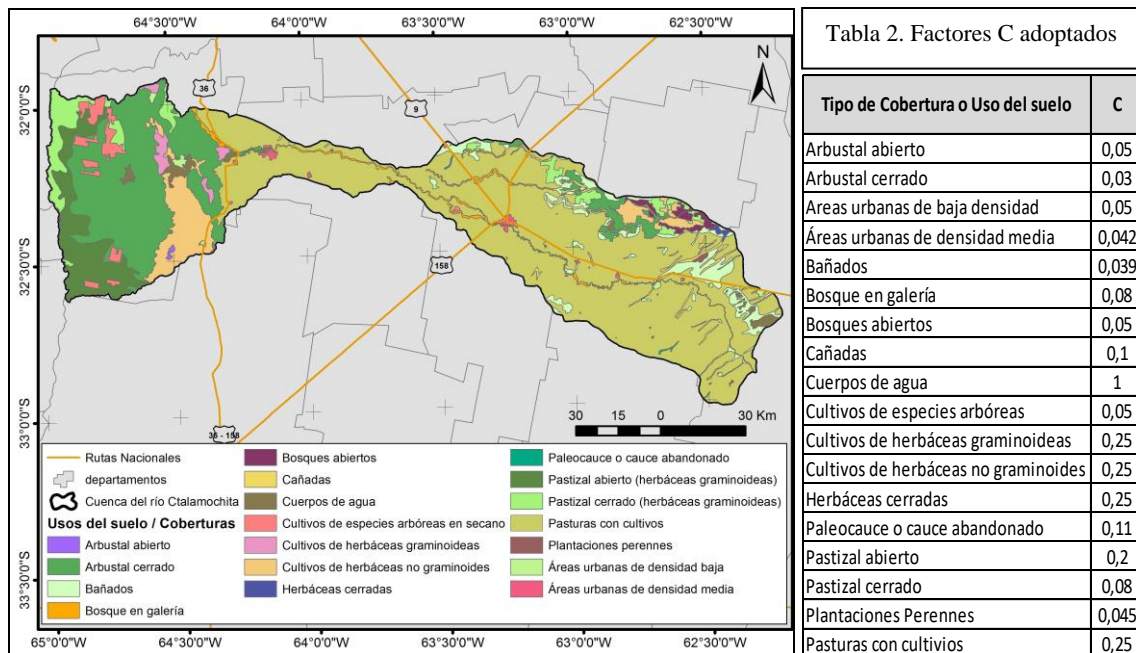 64°30'0"W 64°0'0"W 63°30'0"W 63°0'0"W 62°30'0"W
32°0'0"S
32°30'0"S
33°0'0"S
33°30'0"S
N
36
9
158
36 - 158
30 15 0 30 Km
Rutas Nacionales
departamentos
Cuenca del río Ctalamochita
Usos del suelo / Coberturas
Arbustal abierto
Arbustal cerrado
Bañados
Bosque en galería
Bosques abiertos
Cañadas
Cuerpos de agua
Cultivos de especies arbóreas en secano
Cultivos de herbáceas graminoideas
Cultivos de herbáceas no graminoides
Herbáceas cerradas
Paleocauce o cauce abandonado
Pastizal abierto (herbáceas graminoideas)
Pastizal cerrado (herbáceas graminoideas)
Pasturas con cultivos
Plantaciones perennes
Áreas urbanas de densidad baja
Áreas urbanas de densidad media
65°0'0"W 64°30'0"W 64°0'0"W 63°30'0"W 63°0'0"W 62°30'0"W
Tabla 2. Factores C adoptados
Tipo de Cobertura o Uso del suelo C
Arbustal abierto 0,05
Arbustal cerrado 0,03
Areas urbanas de baja densidad 0,05
Áreas urbanas de densidad media 0,042
Bañados 0,039
Bosque en galería 0,08
Bosques abiertos 0,05
Cañadas 0,1
Cuerpos de agua 1
Cultivos de especies arbóreas 0,05
Cultivos de herbáceas graminoideas 0,25
Cultivos de herbáceas no graminoides 0,25
Herbáceas cerradas 0,25
Paleocauce o cauce abandonado 0,11
Pastizal abierto 0,2
Pastizal cerrado 0,08
Plantaciones Perennes 0,045
Pasturas con cultivios 0,25